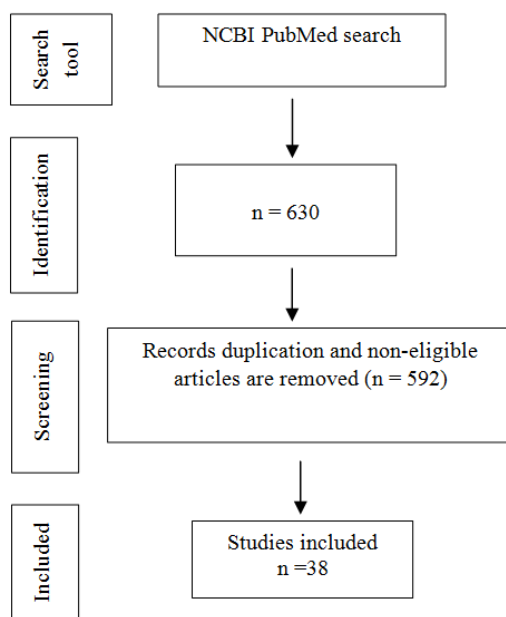 Search
tool
NCBI PubMed search
Identification
n = 630
Screening
Records duplication and non-eligible
articles are removed (n = 592)
Included
Studies included
n =38